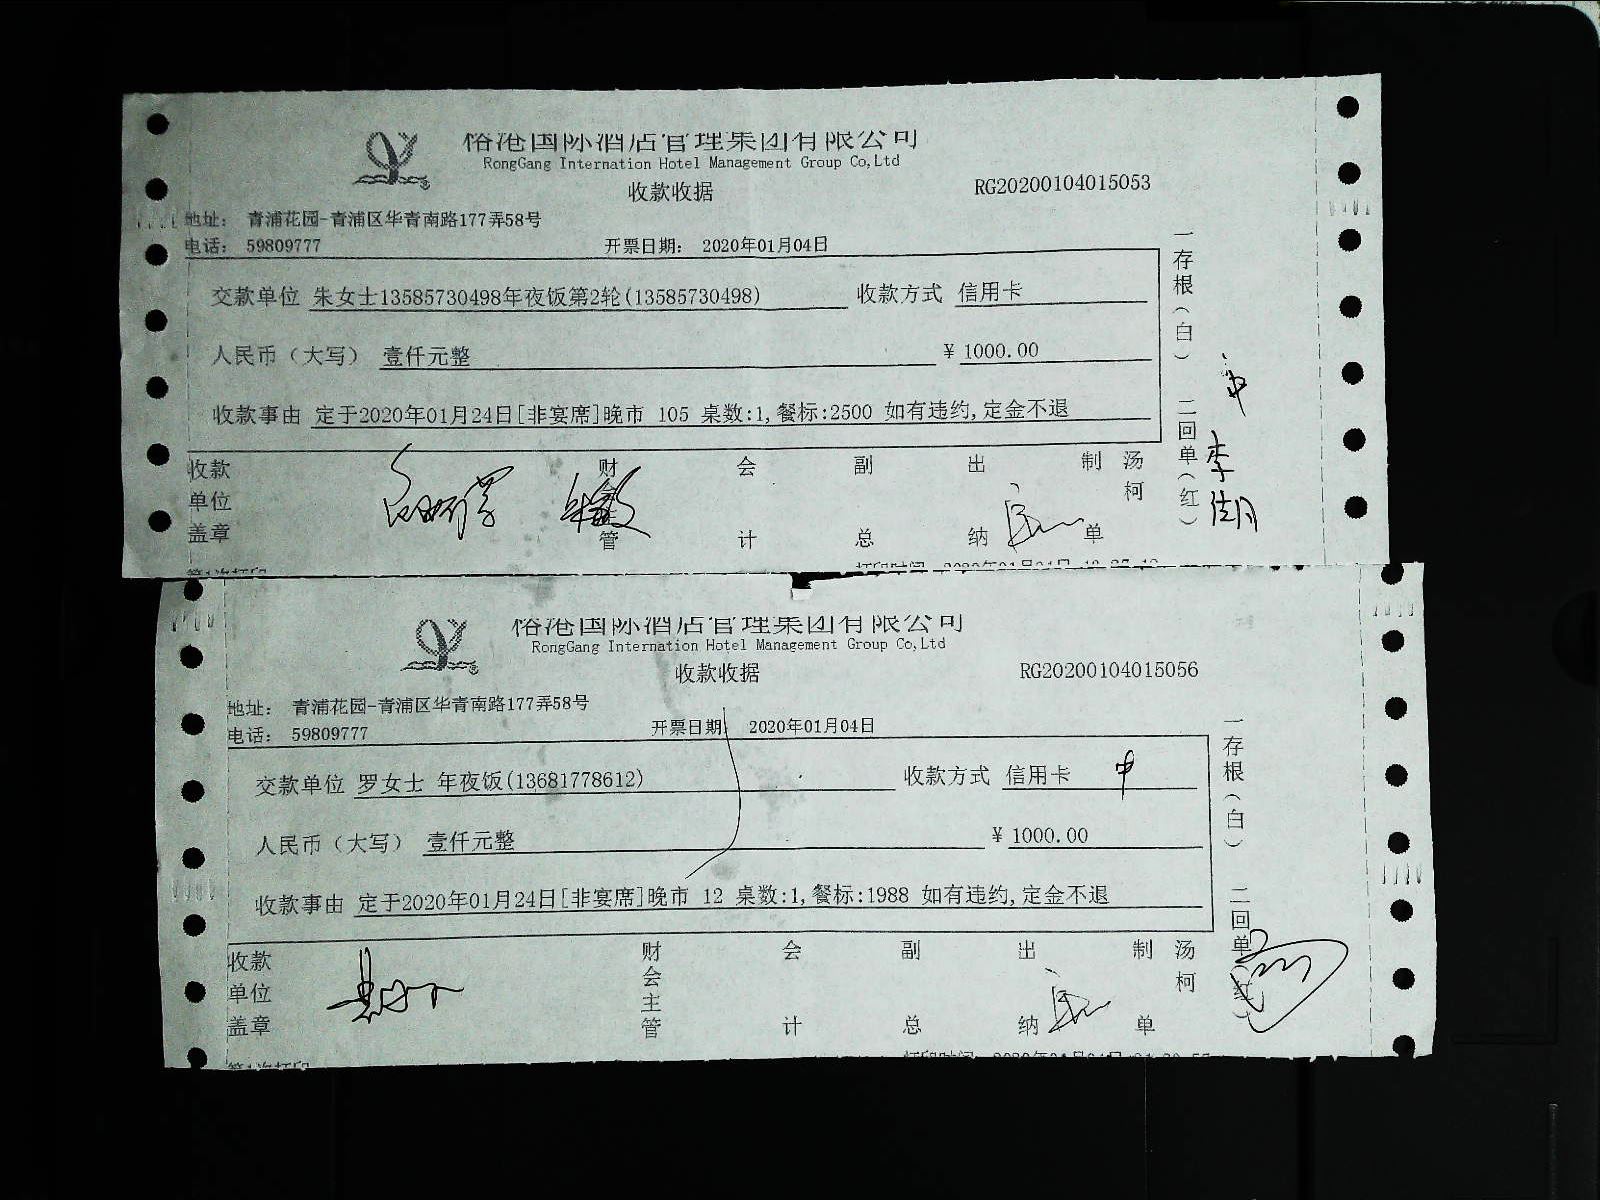 裕港国际酒店管理集团有限公司
RongGang Internation Hotel Management Group Co,Ltd
收款收据
RG20200104015053
地址： 青浦花园-青浦区华青南路177弄58号
电话： 59809777 开票日期： 2020年01月04日
交款单位 朱女士13585730498年夜饭第2轮(13585730498) 收款方式 信用卡
人民币（大写） 壹仟元整 ¥ 1000.00
收款事由 定于2020年01月24日[非宴席]晚市 105 桌数:1,餐标:2500 如有违约,定金不退
一存根（白） 二回单（红）
收款单位盖章 财会主管 会计 副总 出纳 制单 汤柯
第1次打印
裕港国际酒店管理集团有限公司
RongGang Internation Hotel Management Group Co,Ltd
收款收据
RG20200104015056
地址： 青浦花园-青浦区华青南路177弄58号
电话： 59809777 开票日期： 2020年01月04日
交款单位 罗女士 年夜饭(13681778612) 收款方式 信用卡 中
人民币（大写） 壹仟元整 ¥ 1000.00
收款事由 定于2020年01月24日[非宴席]晚市 12 桌数:1,餐标:1988 如有违约,定金不退
一存根（白） 二回单（红）
收款单位盖章 财会主管 会计 副总 出纳 制单 汤柯
第1次打印